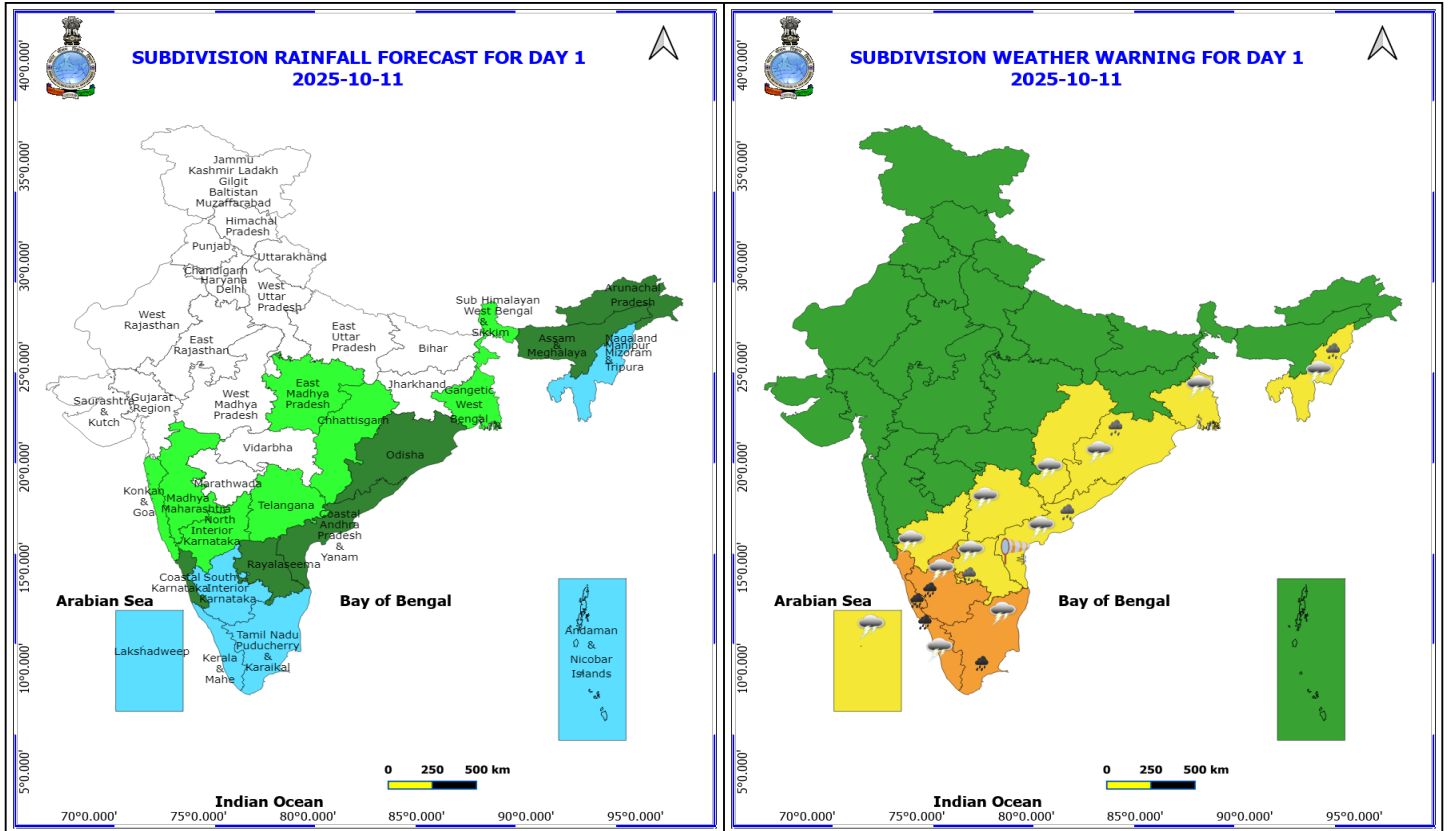 SUBDIVISION RAINFALL FORECAST FOR DAY 1
2025-10-11
40°0.000'
35°0.000'
30°0.000'
25°0.000'
20°0.000'
15°0.000'
10°0.000'
5°0.000'
Jammu
Kashmir Ladakh
Gilgit
Baltistan
Muzaffarabad
Himachal
Pradesh
Punjab
Uttarakhand
Chandigarh
Haryana
Delhi
West
Uttar
Pradesh
West
Rajasthan
East
Rajasthan
East
Uttar
Pradesh
Bihar
Sub Himalayan
West Bengal
&
Sikkim
Arunachal
Pradesh
Assam
&
Meghalaya
Nagaland
Manipur
Mizoram
&
Tripura
Saurashtra
&
Kutch
Gujarat
Region
West
Madhya
Pradesh
East
Madhya
Pradesh
Jharkhand
Gangetic
West
Bengal
Chhattisgarh
Vidarbha
Odisha
Konkan
&
Goa
Madhya
Maharashtra
Marathwada
Telangana
North
Interior
Karnataka
Coastal
Andhra
Pradesh
&
Yanam
Rayalaseema
Coastal
Karnataka
South
Interior
Karnataka
Arabian Sea
Bay of Bengal
Lakshadweep
Kerala
&
Mahe
Tamil Nadu
Puducherry
&
Karaikal
Andaman
&
Nicobar
Islands
0 250 500 km
Indian Ocean
70°0.000' 75°0.000' 80°0.000' 85°0.000' 90°0.000' 95°0.000'
SUBDIVISION WEATHER WARNING FOR DAY 1
2025-10-11
40°0.000'
35°0.000'
30°0.000'
25°0.000'
20°0.000'
15°0.000'
10°0.000'
5°0.000'
Arabian Sea
Bay of Bengal
0 250 500 km
Indian Ocean
70°0.000' 75°0.000' 80°0.000' 85°0.000' 90°0.000' 95°0.000'